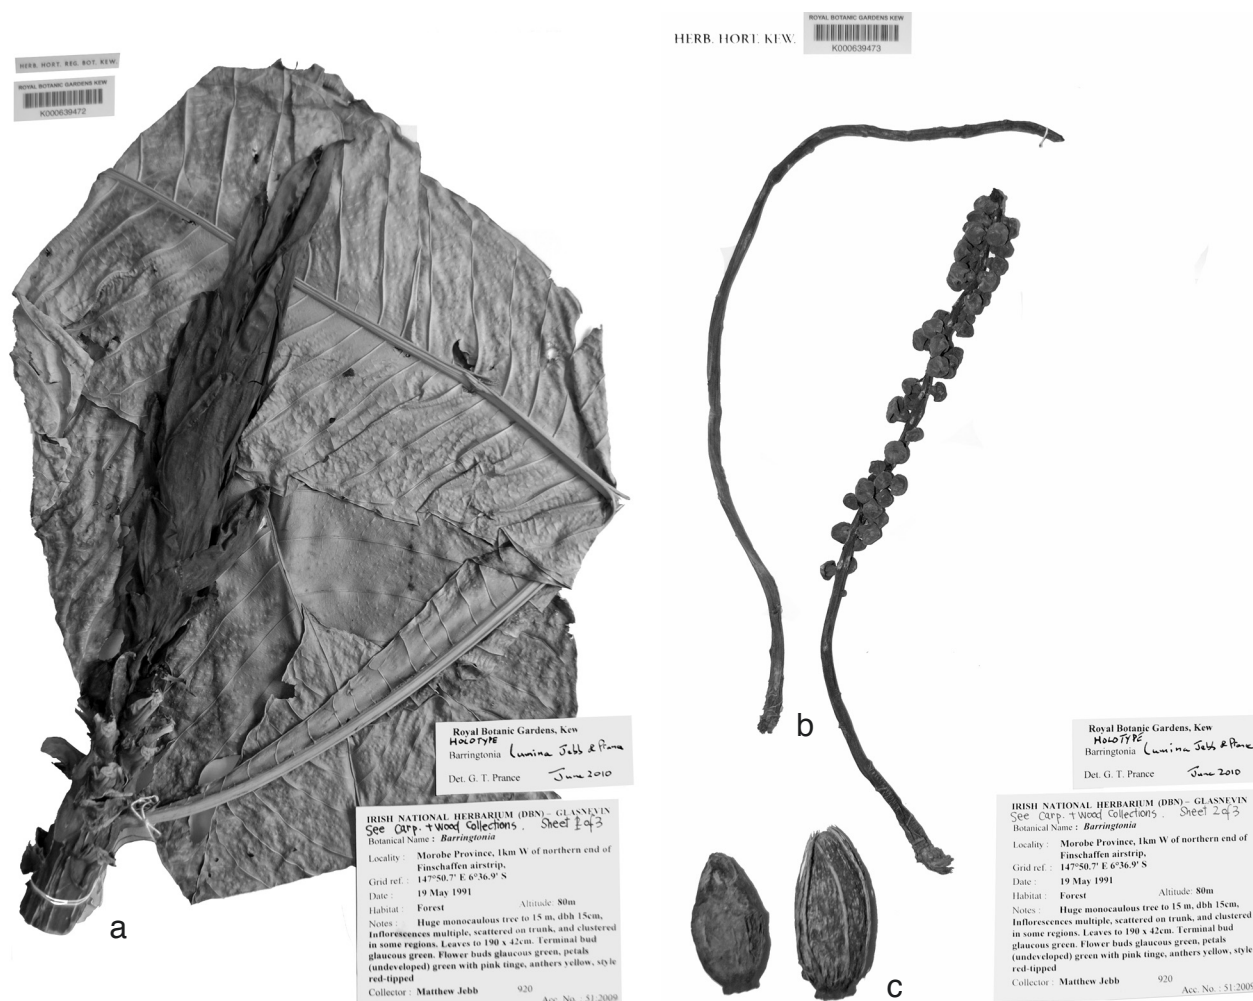 HERB. HORT. REG. BOT. KEW.
ROYAL BOTANIC GARDENS KEW
K000639472
HERB. HORT. KEW.
ROYAL BOTANIC GARDENS KEW
K000639473
Royal Botanic Gardens, Kew
HOLOTYPE
Barringtonia Lumina Jebb & Prance
Det. G. T. Prance June 2010
IRISH NATIONAL HERBARIUM (DBN) – GLASNEVIN
See Carp. + Wood Collections. Sheet 1 of 3
Botanical Name : Barringtonia
Locality : Morobe Province, 1km W of northern end of
Finschaffen airstrip,
Grid ref. : 147°50.7' E 6°36.9' S
Date : 19 May 1991
Habitat : Forest Altitude: 80m
Notes : Huge monocaulous tree to 15 m, dbh 15cm,
Inflorescences multiple, scattered on trunk, and clustered
in some regions. Leaves to 190 x 42cm. Terminal bud
glaucous green. Flower buds glaucous green, petals
(undeveloped) green with pink tinge, anthers yellow, style
red-tipped
Collector : Matthew Jebb 920
Acc. No. : 51:2009
a
b
c
Royal Botanic Gardens, Kew
HOLOTYPE
Barringtonia Lumina Jebb & Prance
Det. G. T. Prance June 2010
IRISH NATIONAL HERBARIUM (DBN) – GLASNEVIN
See Carp. + Wood Collections. Sheet 2 of 3
Botanical Name : Barringtonia
Locality : Morobe Province, 1km W of northern end of
Finschaffen airstrip,
Grid ref. : 147°50.7' E 6°36.9' S
Date : 19 May 1991
Habitat : Forest Altitude: 80m
Notes : Huge monocaulous tree to 15 m, dbh 15cm,
Inflorescences multiple, scattered on trunk, and clustered
in some regions. Leaves to 190 x 42cm. Terminal bud
glaucous green. Flower buds glaucous green, petals
(undeveloped) green with pink tinge, anthers yellow, style
red-tipped
Collector : Matthew Jebb 920
Acc. No. : 51:2009